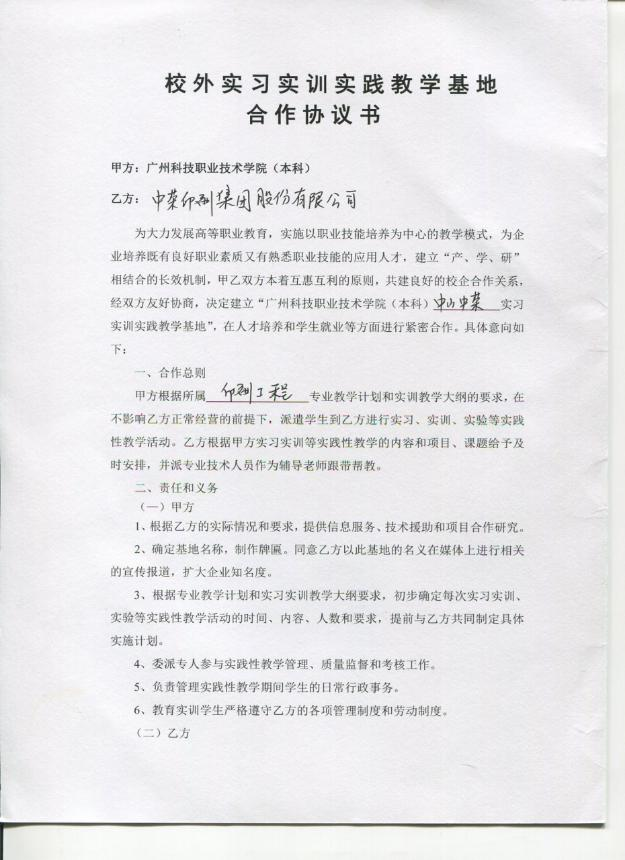 校外实习实训实践教学基地
合作协议书
甲方：广州科技职业技术学院（本科）
乙方：中荣印刷集团股份有限公司
为大力发展高等职业教育，实施以职业技能培养为中心的教学模式，为企
业培养既有良好职业素质又有熟悉职业技能的应用人才，建立“产、学、研”
相结合的长效机制，甲乙双方本着互惠互利的原则，共建良好的校企合作关系，
经双方友好协商，决定建立“广州科技职业技术学院（本科）中山中荣 实习
实训实践教学基地”，在人才培养和学生就业等方面进行紧密合作。具体意向如
下：
一、合作总则
甲方根据所属 印刷工程 专业教学计划和实训教学大纲的要求，在
不影响乙方正常经营的前提下，派遣学生到乙方进行实习、实训、实验等实践
性教学活动。乙方根据甲方实习实训等实践性教学的内容和项目、课题给予及
时安排，并派专业技术人员作为辅导老师跟带帮教。
二、责任和义务
（一）甲方
1、根据乙方的实际情况和要求，提供信息服务、技术援助和项目合作研究。
2、确定基地名称，制作牌匾。同意乙方以此基地的名义在媒体上进行相关
的宣传报道，扩大企业知名度。
3、根据专业教学计划和实习实训教学大纲要求，初步确定每次实习实训、
实验等实践性教学活动的时间、内容、人数和要求，提前与乙方共同制定具体
实施计划。
4、委派专人参与实践性教学管理、质量监督和考核工作。
5、负责管理实践性教学期间学生的日常行政事务。
6、教育实训学生严格遵守乙方的各项管理制度和劳动制度。
（二）乙方